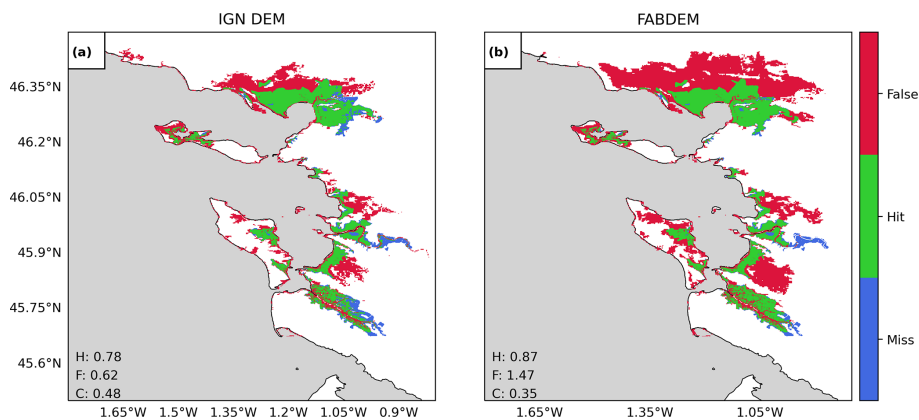 IGN DEM
FABDEM
(a)
(b)
46.35°N
46.2°N
46.05°N
45.9°N
45.75°N
45.6°N
H: 0.78
F: 0.62
C: 0.48
H: 0.87
F: 1.47
C: 0.35
1.65°W 1.5°W 1.35°W 1.2°W 1.05°W 0.9°W
1.65°W 1.35°W 1.05°W
False
Hit
Miss